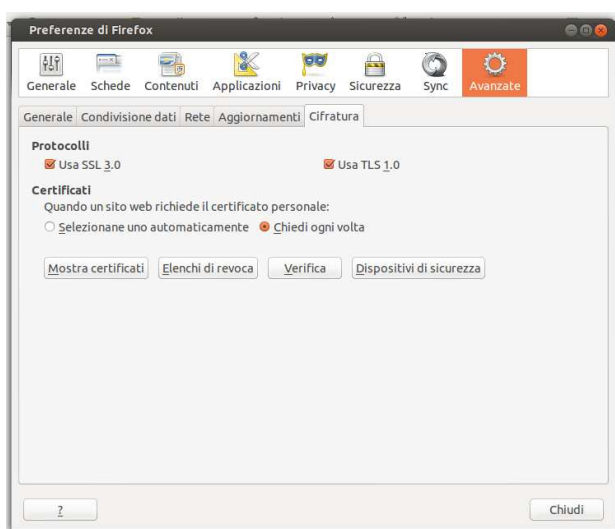 Preferenze di Firefox
Generale Schede Contenuti Applicazioni Privacy Sicurezza Sync Avanzate
Generale Condivisione dati Rete Aggiornamenti Cifratura
Protocolli
Usa SSL 3.0 Usa TLS 1.0
Certificati
Quando un sito web richiede il certificato personale:
Selezionane uno automaticamente Chiedi ogni volta
Mostra certificati Elenchi di revoca Verifica Dispositivi di sicurezza
? Chiudi